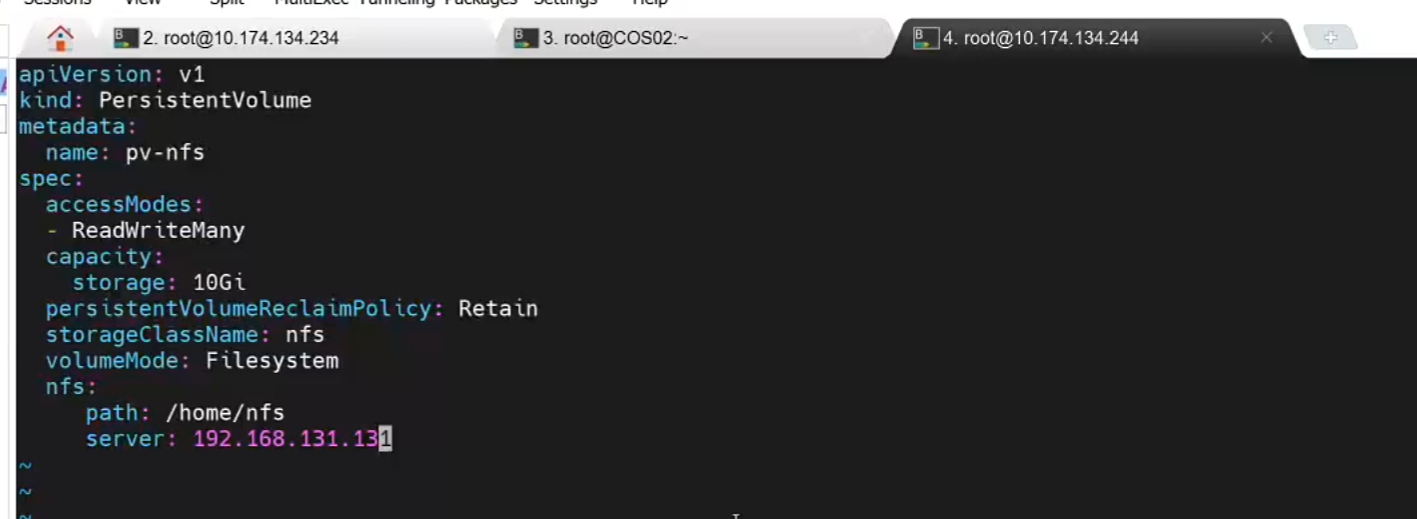 Sessions View Split MultiExec Tunneling Packages Settings Help
2. root@10.174.134.234
3. root@COS02:~
4. root@10.174.134.244
apiVersion: v1
kind: PersistentVolume
metadata:
  name: pv-nfs
spec:
  accessModes:
  - ReadWriteMany
  capacity:
    storage: 10Gi
  persistentVolumeReclaimPolicy: Retain
  storageClassName: nfs
  volumeMode: Filesystem
  nfs:
     path: /home/nfs
     server: 192.168.131.131
~
~
~